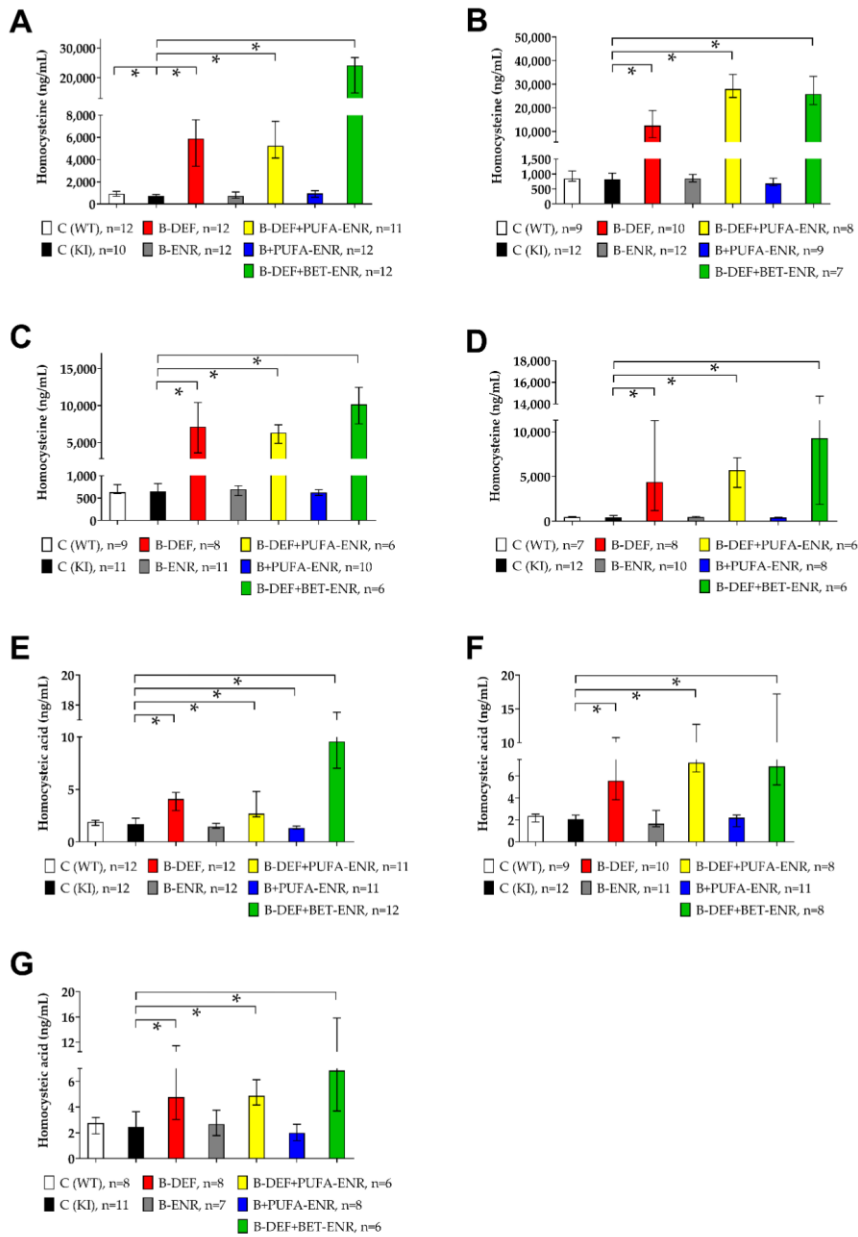 A
Homocysteine (ng/mL)
30,000
20,000
8,000
6,000
4,000
2,000
0
*
*
*
*
C (WT), n=12 B-DEF, n=12 B-DEF+PUFA-ENR, n=11
C (KI), n=10 B-ENR, n=12 B+PUFA-ENR, n=12
B-DEF+BET-ENR, n=12
B
Homocysteine (ng/mL)
50,000
40,000
30,000
20,000
10,000
1,500
1,000
500
0
*
*
*
C (WT), n=9 B-DEF, n=10 B-DEF+PUFA-ENR, n=8
C (KI), n=12 B-ENR, n=12 B+PUFA-ENR, n=9
B-DEF+BET-ENR, n=7
C
Homocysteine (ng/mL)
15,000
10,000
5,000
1,000
500
0
*
*
*
C (WT), n=9 B-DEF, n=8 B-DEF+PUFA-ENR, n=6
C (KI), n=11 B-ENR, n=11 B+PUFA-ENR, n=10
B-DEF+BET-ENR, n=6
D
Homocysteine (ng/mL)
18,000
16,000
14,000
10,000
5,000
0
*
*
*
C (WT), n=7 B-DEF, n=8 B-DEF+PUFA-ENR, n=6
C (KI), n=12 B-ENR, n=10 B+PUFA-ENR, n=8
B-DEF+BET-ENR, n=6
E
Homocysteic acid (ng/mL)
20
18
10
5
0
*
*
*
*
C (WT), n=12 B-DEF, n=12 B-DEF+PUFA-ENR, n=11
C (KI), n=12 B-ENR, n=12 B+PUFA-ENR, n=11
B-DEF+BET-ENR, n=12
F
Homocysteic acid (ng/mL)
20
15
10
6
4
2
0
*
*
*
C (WT), n=9 B-DEF, n=10 B-DEF+PUFA-ENR, n=8
C (KI), n=12 B-ENR, n=11 B+PUFA-ENR, n=11
B-DEF+BET-ENR, n=8
G
Homocysteic acid (ng/mL)
20
16
12
6
4
2
0
*
*
*
C (WT), n=8 B-DEF, n=8 B-DEF+PUFA-ENR, n=6
C (KI), n=11 B-ENR, n=7 B+PUFA-ENR, n=8
B-DEF+BET-ENR, n=6